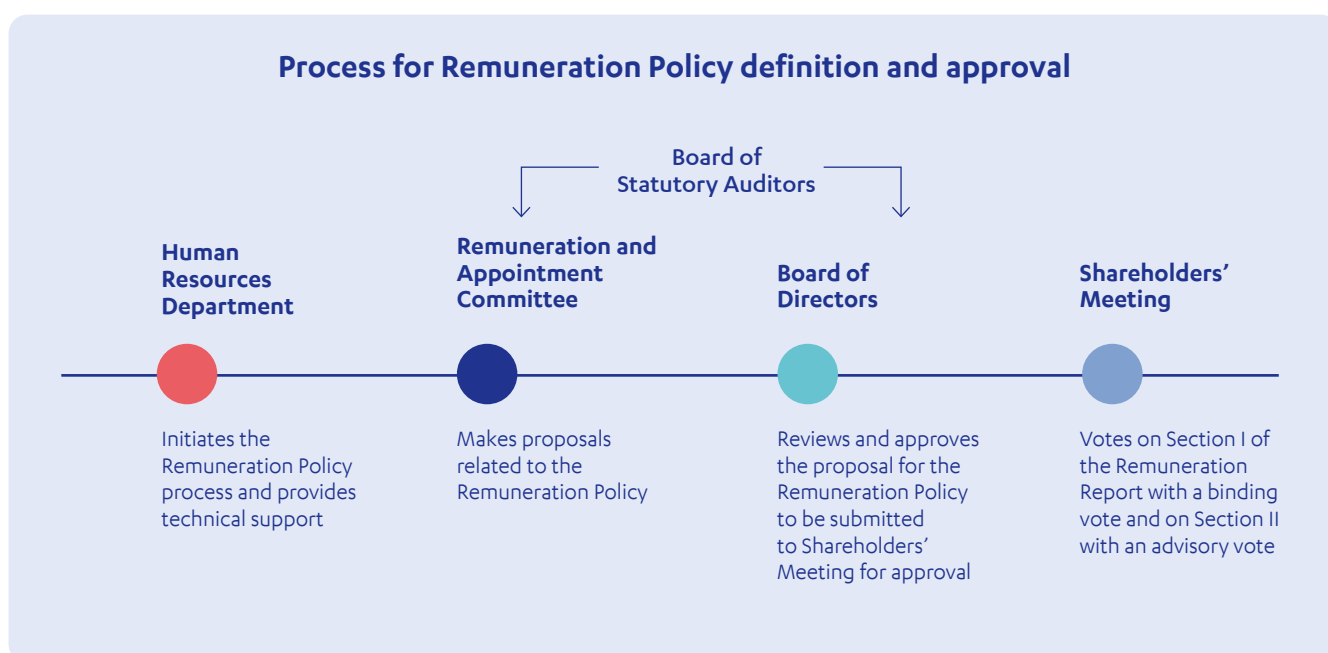 Process for Remuneration Policy definition and approval
Board of
Statutory Auditors
Human
Resources
Department
Initiates the
Remuneration Policy
process and provides
technical support
Remuneration and
Appointment
Committee
Makes proposals
related to the
Remuneration Policy
Board of
Directors
Reviews and approves
the proposal for the
Remuneration Policy
to be submitted
to Shareholders’
Meeting for approval
Shareholders’
Meeting
Votes on Section I of
the Remuneration
Report with a binding
vote and on Section II
with an advisory vote